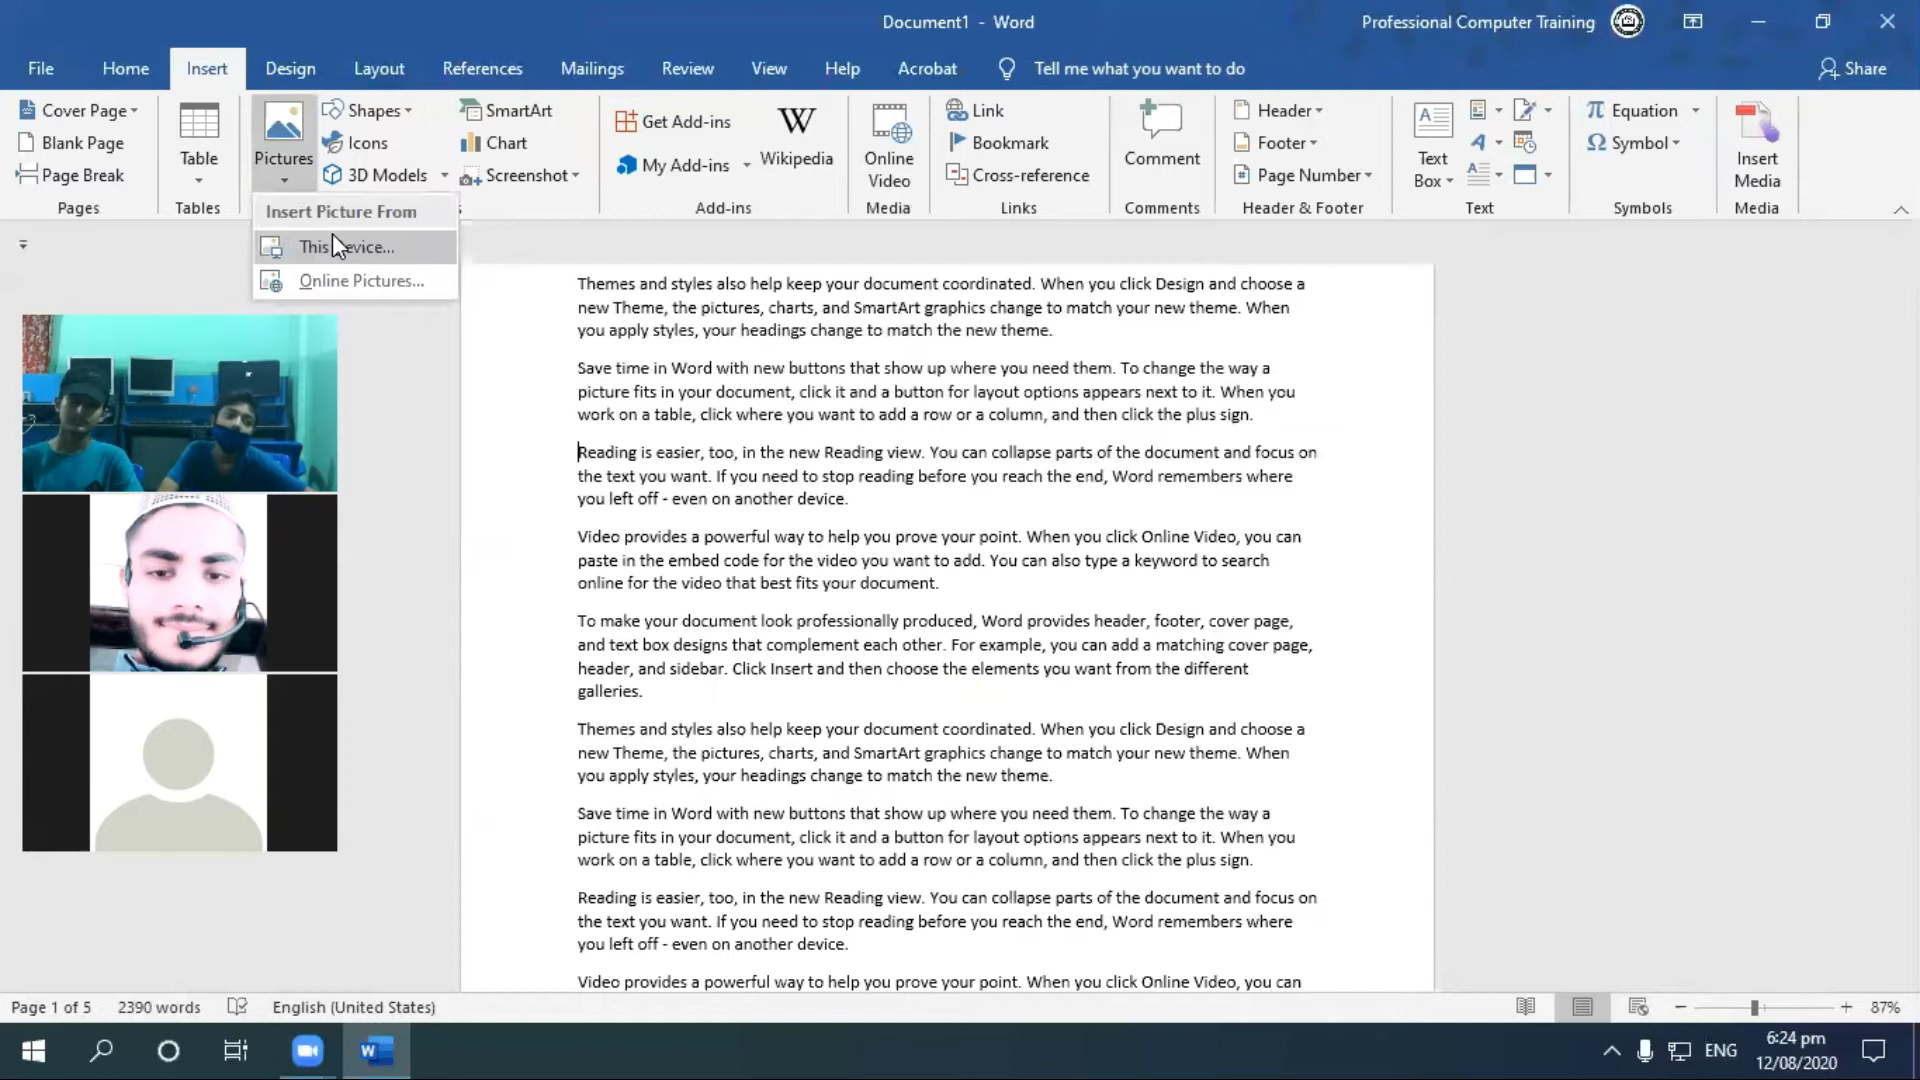 Document1 - Word
Professional Computer Training
File Home Insert Design Layout References Mailings Review View Help Acrobat Tell me what you want to do Share
Cover Page
Blank Page
Page Break
Pages
Table
Tables
Pictures
Shapes
Icons
3D Models
SmartArt
Chart
Screenshot
Get Add-ins
My Add-ins
W
Wikipedia
Add-ins
Online
Video
Media
Link
Bookmark
Cross-reference
Links
Comment
Comments
Header
Footer
Page Number
Header & Footer
Text
Box
Text
Equation
Symbol
Symbols
Insert
Media
Media
Insert Picture From
This Device...
Online Pictures...
Themes and styles also help keep your document coordinated. When you click Design and choose a
new Theme, the pictures, charts, and SmartArt graphics change to match your new theme. When
you apply styles, your headings change to match the new theme.
Save time in Word with new buttons that show up where you need them. To change the way a
picture fits in your document, click it and a button for layout options appears next to it. When you
work on a table, click where you want to add a row or a column, and then click the plus sign.
Reading is easier, too, in the new Reading view. You can collapse parts of the document and focus on
the text you want. If you need to stop reading before you reach the end, Word remembers where
you left off - even on another device.
Video provides a powerful way to help you prove your point. When you click Online Video, you can
paste in the embed code for the video you want to add. You can also type a keyword to search
online for the video that best fits your document.
To make your document look professionally produced, Word provides header, footer, cover page,
and text box designs that complement each other. For example, you can add a matching cover page,
header, and sidebar. Click Insert and then choose the elements you want from the different
galleries.
Themes and styles also help keep your document coordinated. When you click Design and choose a
new Theme, the pictures, charts, and SmartArt graphics change to match your new theme. When
you apply styles, your headings change to match the new theme.
Save time in Word with new buttons that show up where you need them. To change the way a
picture fits in your document, click it and a button for layout options appears next to it. When you
work on a table, click where you want to add a row or a column, and then click the plus sign.
Reading is easier, too, in the new Reading view. You can collapse parts of the document and focus on
the text you want. If you need to stop reading before you reach the end, Word remembers where
you left off - even on another device.
Video provides a powerful way to help you prove your point. When you click Online Video, you can
Page 1 of 5 2390 words English (United States) 87%
ENG
6:24 pm
12/08/2020